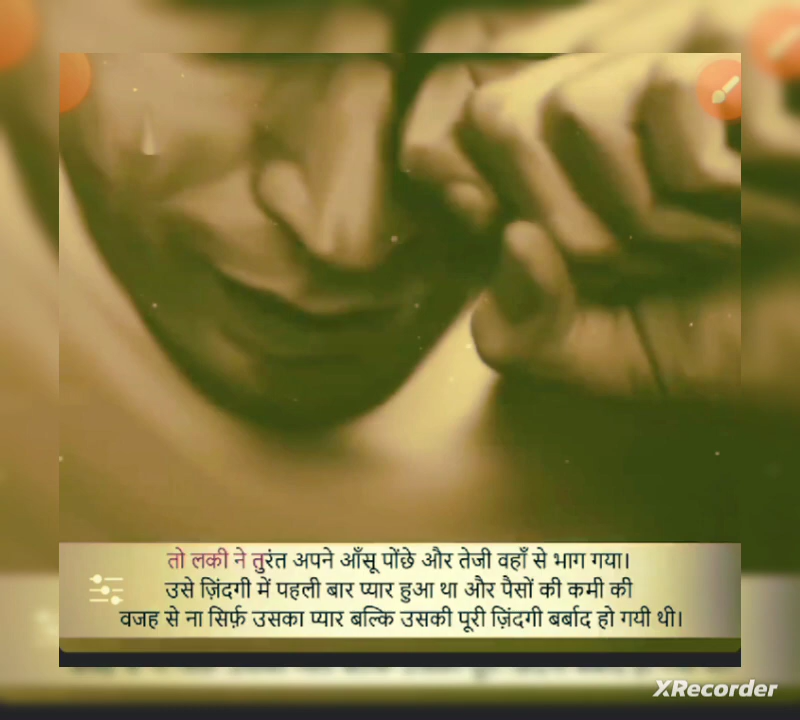 तो लकी ने तुरंत अपने आँसू पोंछे और तेजी वहाँ से भाग गया।
उसे ज़िंदगी में पहली बार प्यार हुआ था और पैसों की कमी की
वजह से ना सिर्फ़ उसका प्यार बल्कि उसकी पूरी ज़िंदगी बर्बाद हो गयी थी।
XRecorder